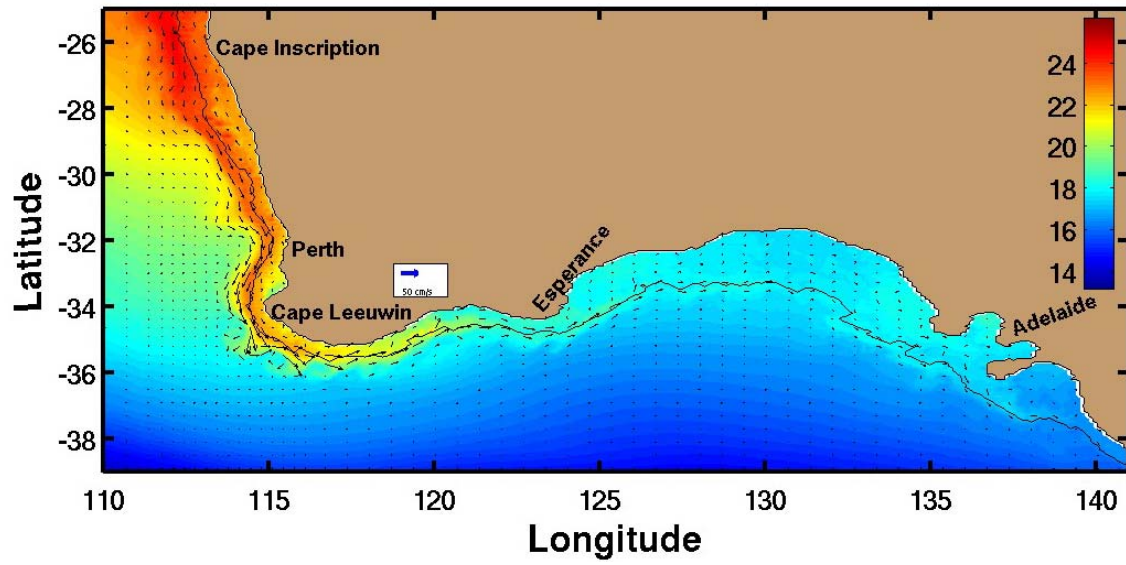 -26
-28
-30
-32
-34
-36
-38
Latitude
Cape Inscription
Perth
50 cm/s
Cape Leeuwin
Esperance
Adelaide
24
22
20
18
16
14
110
115
120
125
130
135
140
Longitude